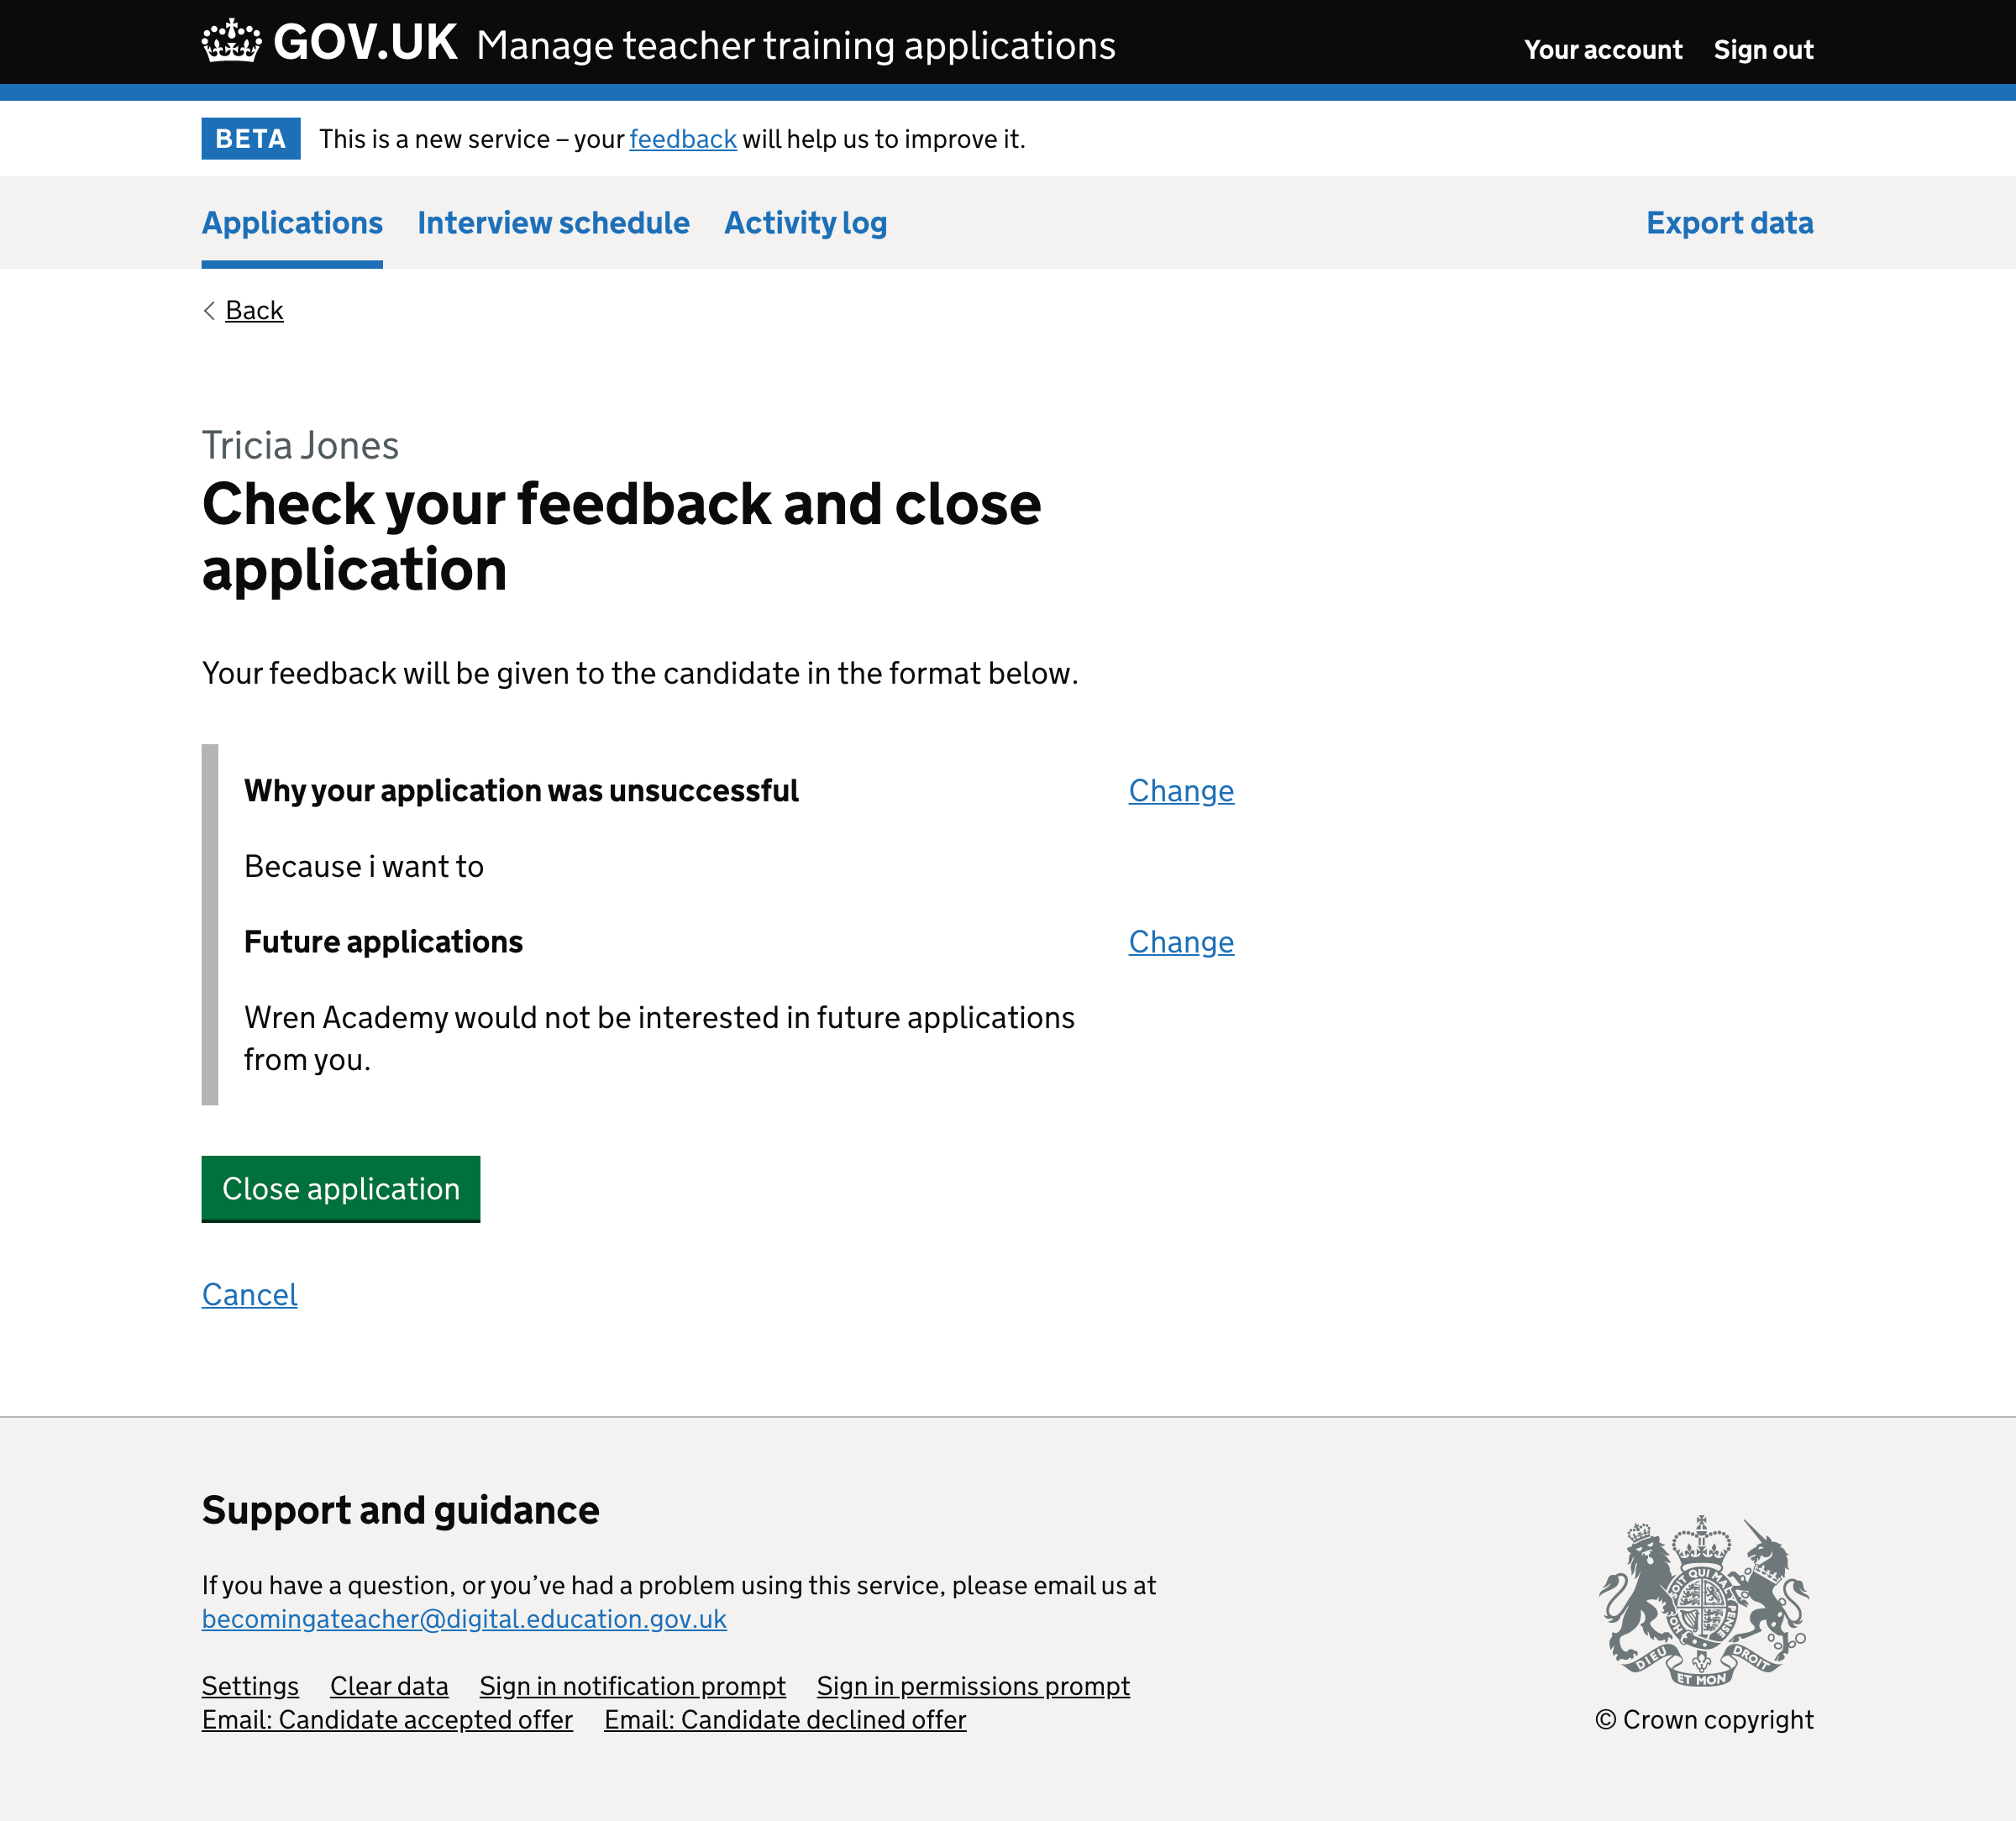 GOV.UK Manage teacher training applications Your account Sign out
BETA This is a new service – your feedback will help us to improve it.
Applications Interview schedule Activity log Export data
Back
Tricia Jones
Check your feedback and close
application
Your feedback will be given to the candidate in the format below.
Why your application was unsuccessful Change
Because i want to
Future applications Change
Wren Academy would not be interested in future applications
from you.
Close application
Cancel
Support and guidance
If you have a question, or you’ve had a problem using this service, please email us at
becomingateacher@digital.education.gov.uk
Settings Clear data Sign in notification prompt Sign in permissions prompt
Email: Candidate accepted offer Email: Candidate declined offer
DIEU ET MON DROIT
© Crown copyright